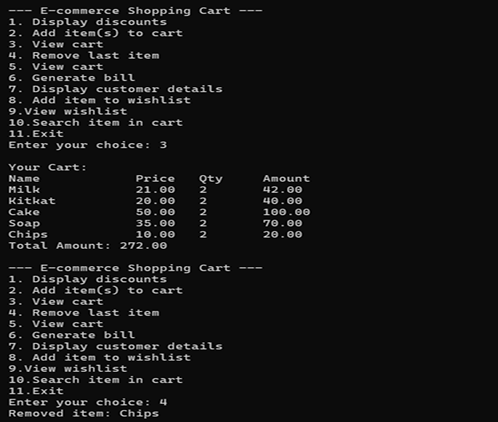 --- E-commerce Shopping Cart ---
1. Display discounts
2. Add item(s) to cart
3. View cart
4. Remove last item
5. View cart
6. Generate bill
7. Display customer details
8. Add item to wishlist
9.View wishlist
10.Search item in cart
11.Exit
Enter your choice: 3
Your Cart:
Name Price Qty Amount
Milk 21.00 2 42.00
Kitkat 20.00 2 40.00
Cake 50.00 2 100.00
Soap 35.00 2 70.00
Chips 10.00 2 20.00
Total Amount: 272.00
--- E-commerce Shopping Cart ---
1. Display discounts
2. Add item(s) to cart
3. View cart
4. Remove last item
5. View cart
6. Generate bill
7. Display customer details
8. Add item to wishlist
9.View wishlist
10.Search item in cart
11.Exit
Enter your choice: 4
Removed item: Chips